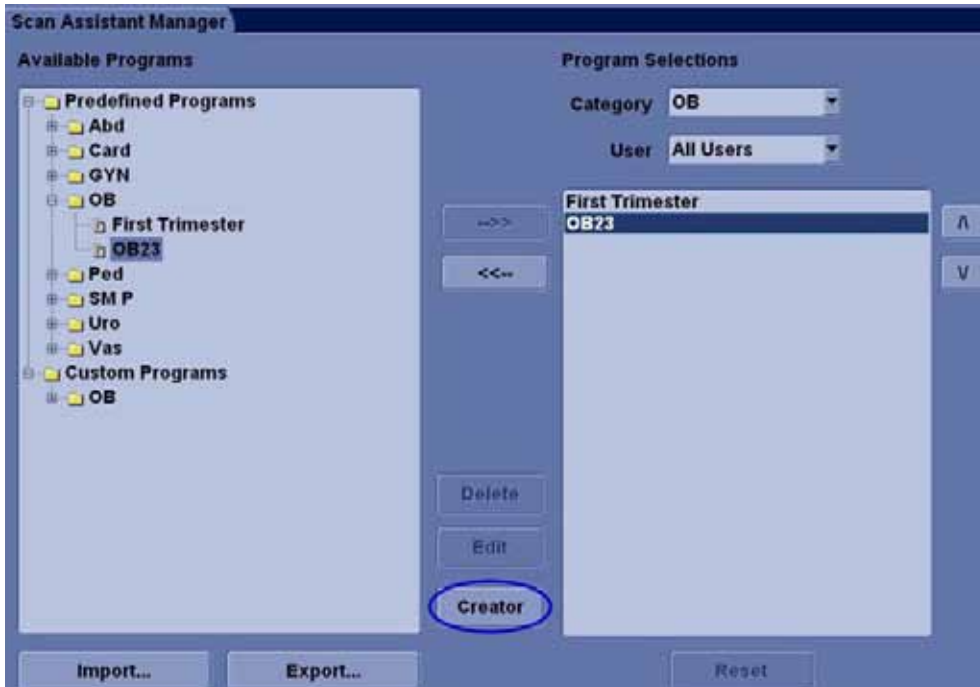 Scan Assistant Manager
Available Programs
Predefined Programs
Abd
Card
GYN
OB
First Trimester
OB23
Ped
SM P
Uro
Vas
Custom Programs
OB
Import...
Export...
-->>
<<--
Delete
Edit
Creator
Program Selections
Category OB
User All Users
First Trimester
OB23
/\
\/
Reset